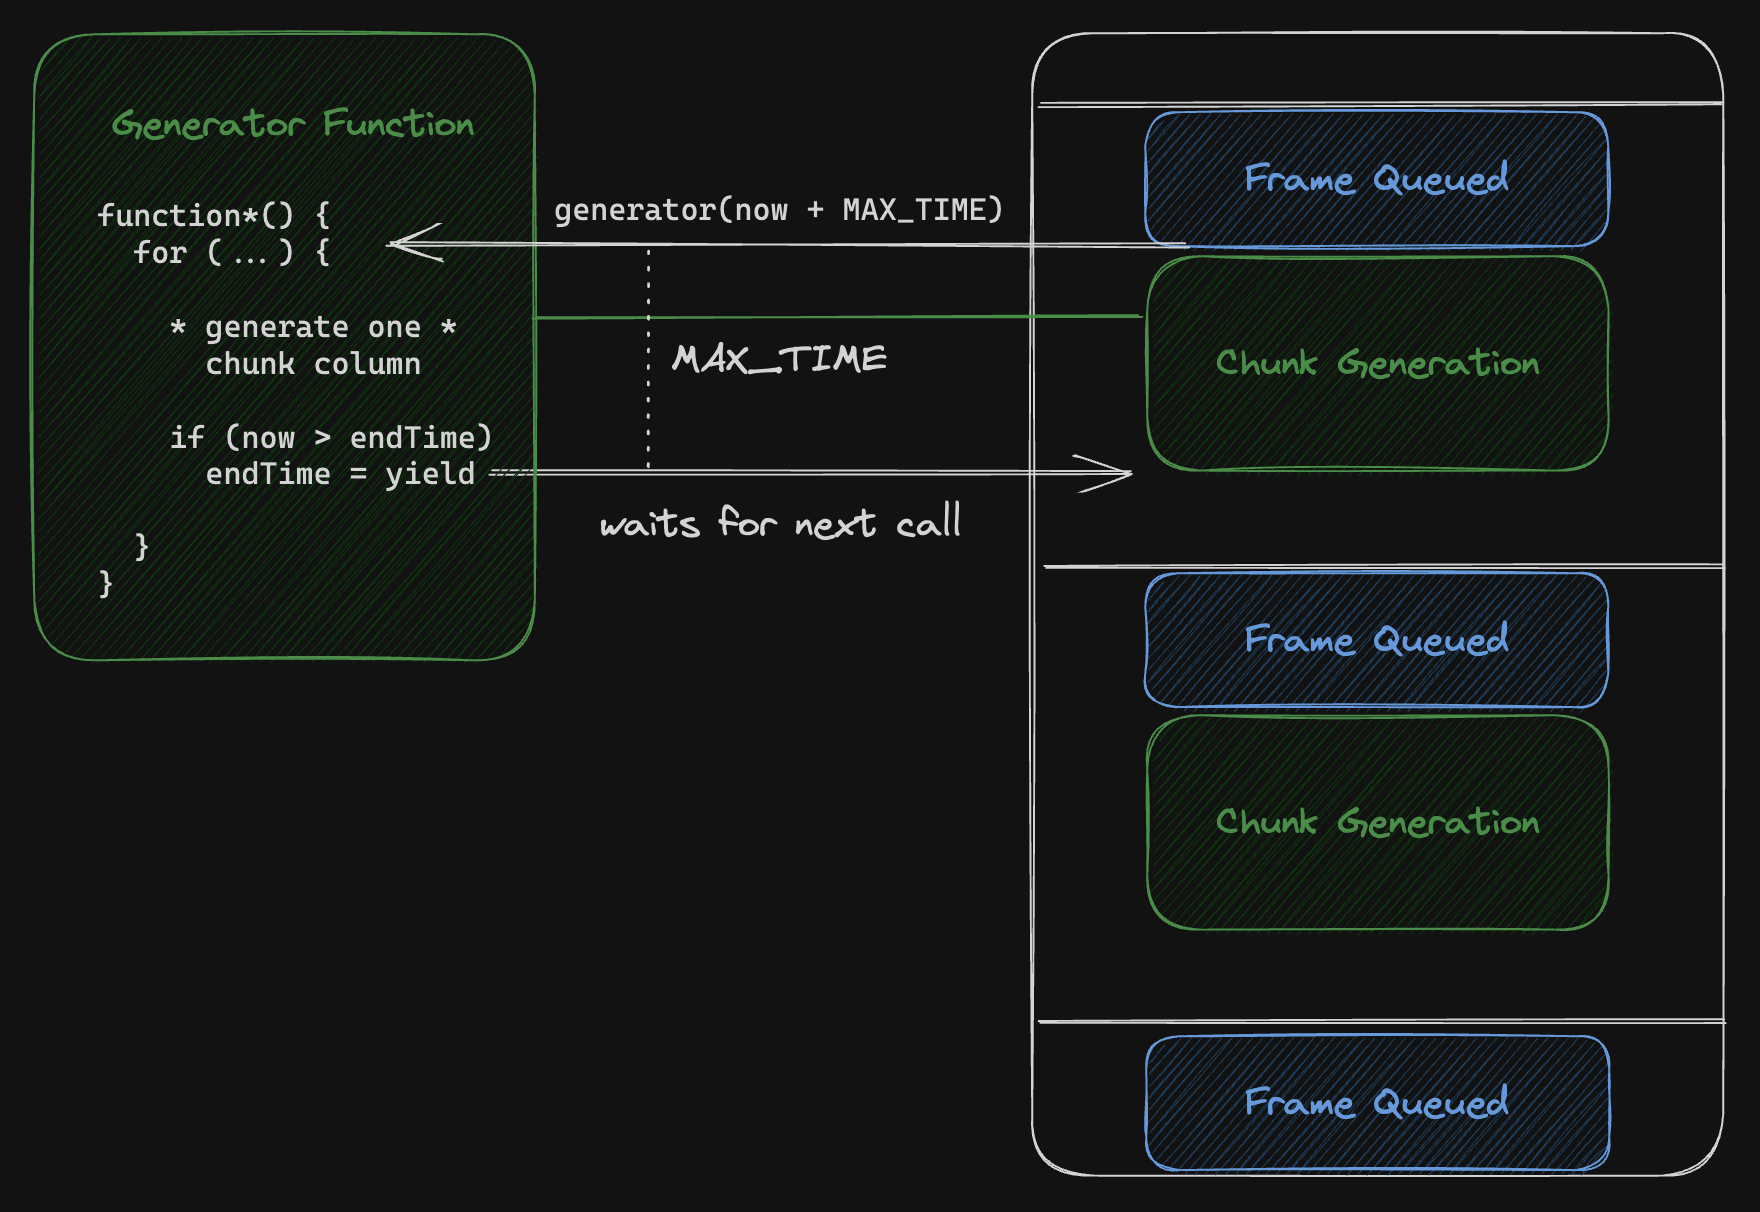 Generator Function
function*() {
for (...) {
* generate one *
chunk column
if (now > endTime)
endTime = yield
}
}
generator(now + MAX_TIME)
MAX_TIME
waits for next call
Frame Queued
Chunk Generation
Frame Queued
Chunk Generation
Frame Queued